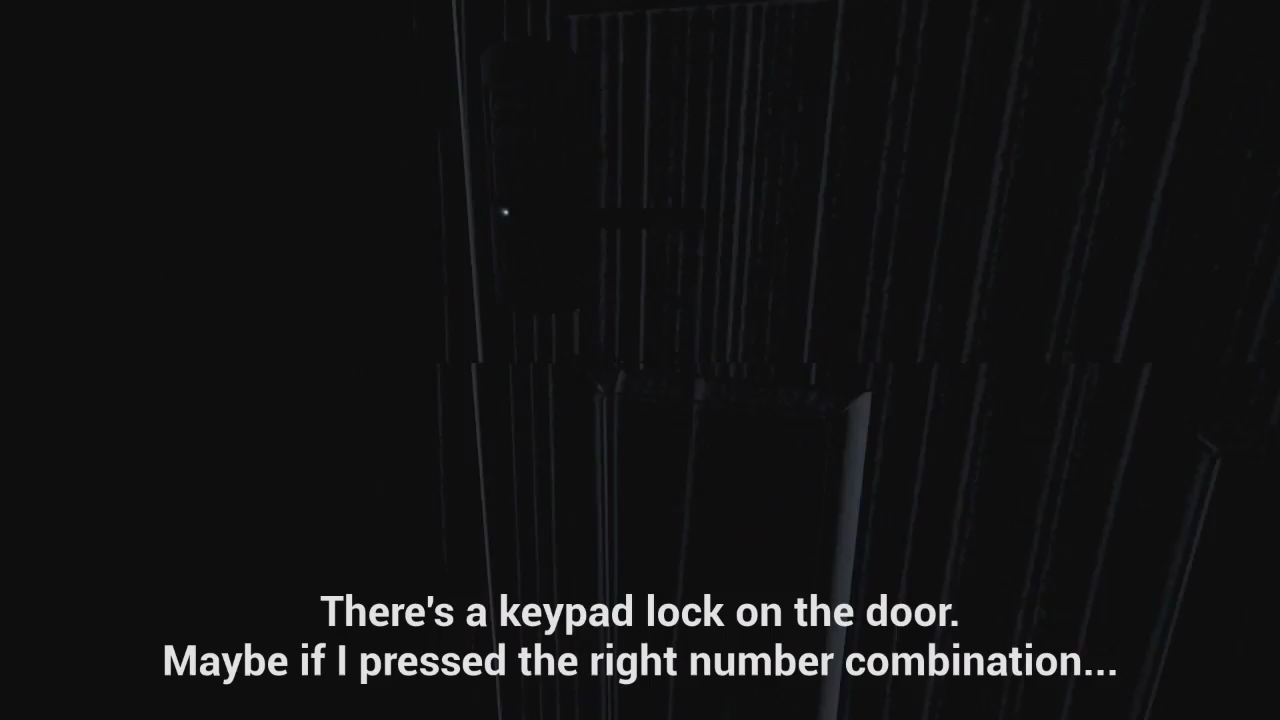 There's a keypad lock on the door.
Maybe if I pressed the right number combination...